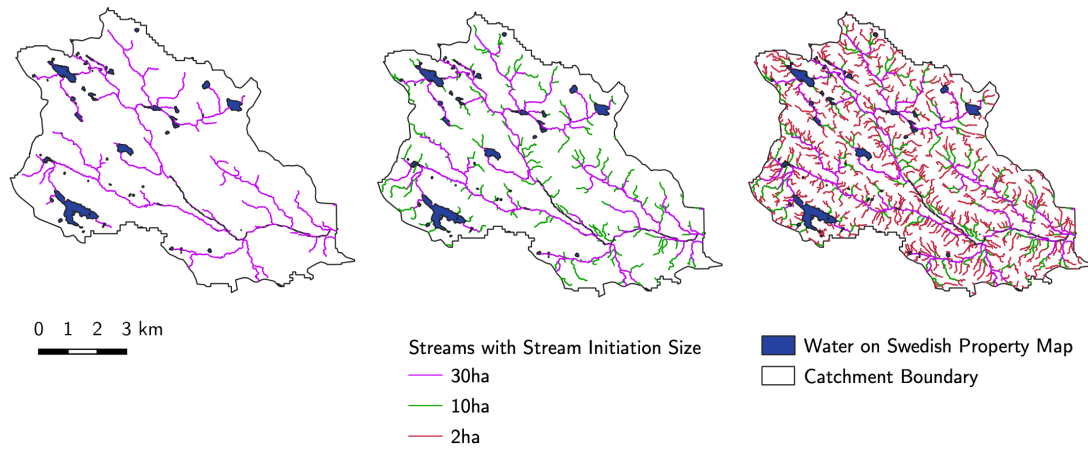 0 1 2 3 km
Streams with Stream Initiation Size
30ha
10ha
2ha
Water on Swedish Property Map
Catchment Boundary